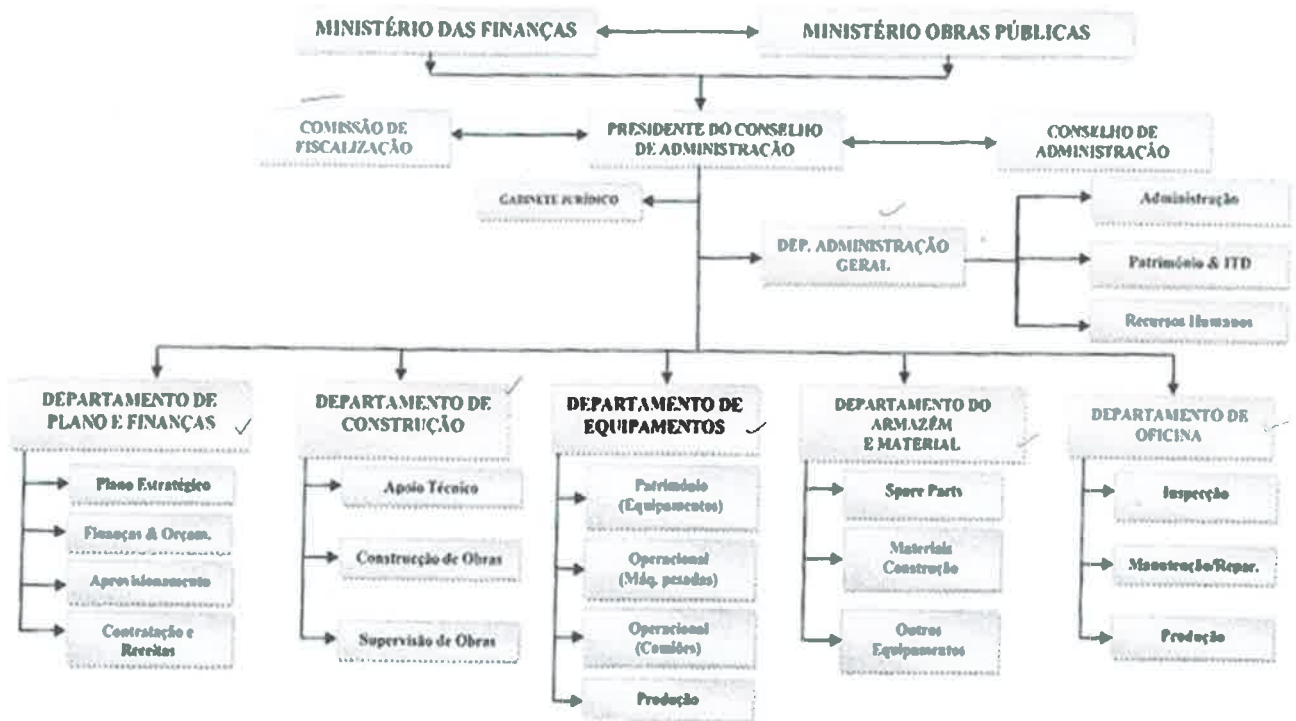 MINISTÉRIO DAS FINANÇAS
MINISTÉRIO OBRAS PÚBLICAS
COMISSÃO DE
FISCALIZAÇÃO
PRESIDENTE DO CONSELHO
DE ADMINISTRAÇÃO
CONSELHO DE
ADMINISTRAÇÃO
GABINETE JURÍDICO
DEP. ADMINISTRAÇÃO
GERAL
Administração
Património & ITD
Recursos Humanos
DEPARTAMENTO DE
PLANO E FINANÇAS
Plano Estratégico
Finanças & Orçam.
Aprovisionamento
Contratação e
Receitas
DEPARTAMENTO DE
CONSTRUÇÃO
Apoio Técnico
Construcção de Obras
Supervisão de Obras
DEPARTAMENTO DE
EQUIPAMENTOS
Património
(Equipamentos)
Operacional
(Máq. pesadas)
Operacional
(Comiões)
Produção
DEPARTAMENTO DO
ARMAZÉM
E MATERIAL
Spare Parts
Materiais
Construção
Outros
Equipamentos
DEPARTAMENTO DE
OFICINA
Inspecção
Manutenção/Repar.
Produção